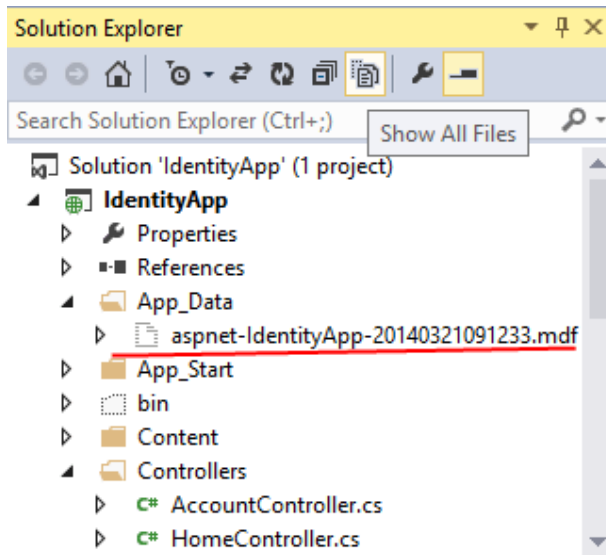 Solution Explorer
Search Solution Explorer (Ctrl+;)
Show All Files
Solution 'IdentityApp' (1 project)
IdentityApp
Properties
References
App_Data
aspnet-IdentityApp-20140321091233.mdf
App_Start
bin
Content
Controllers
C# AccountController.cs
C# HomeController.cs